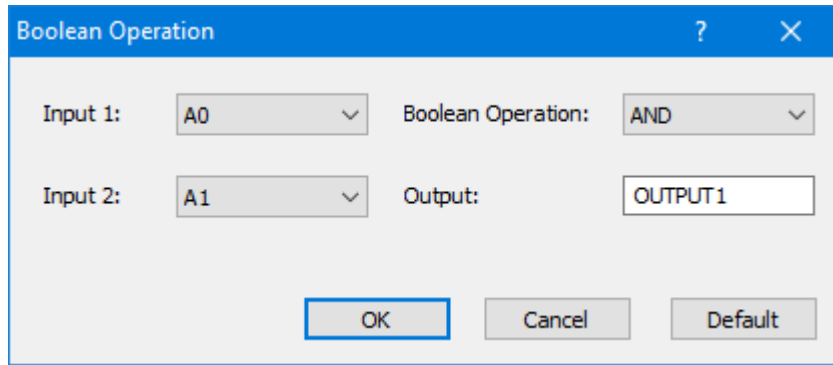 Boolean Operation ?
Input 1: A0 Boolean Operation: AND
Input 2: A1 Output: OUTPUT1
OK Cancel Default